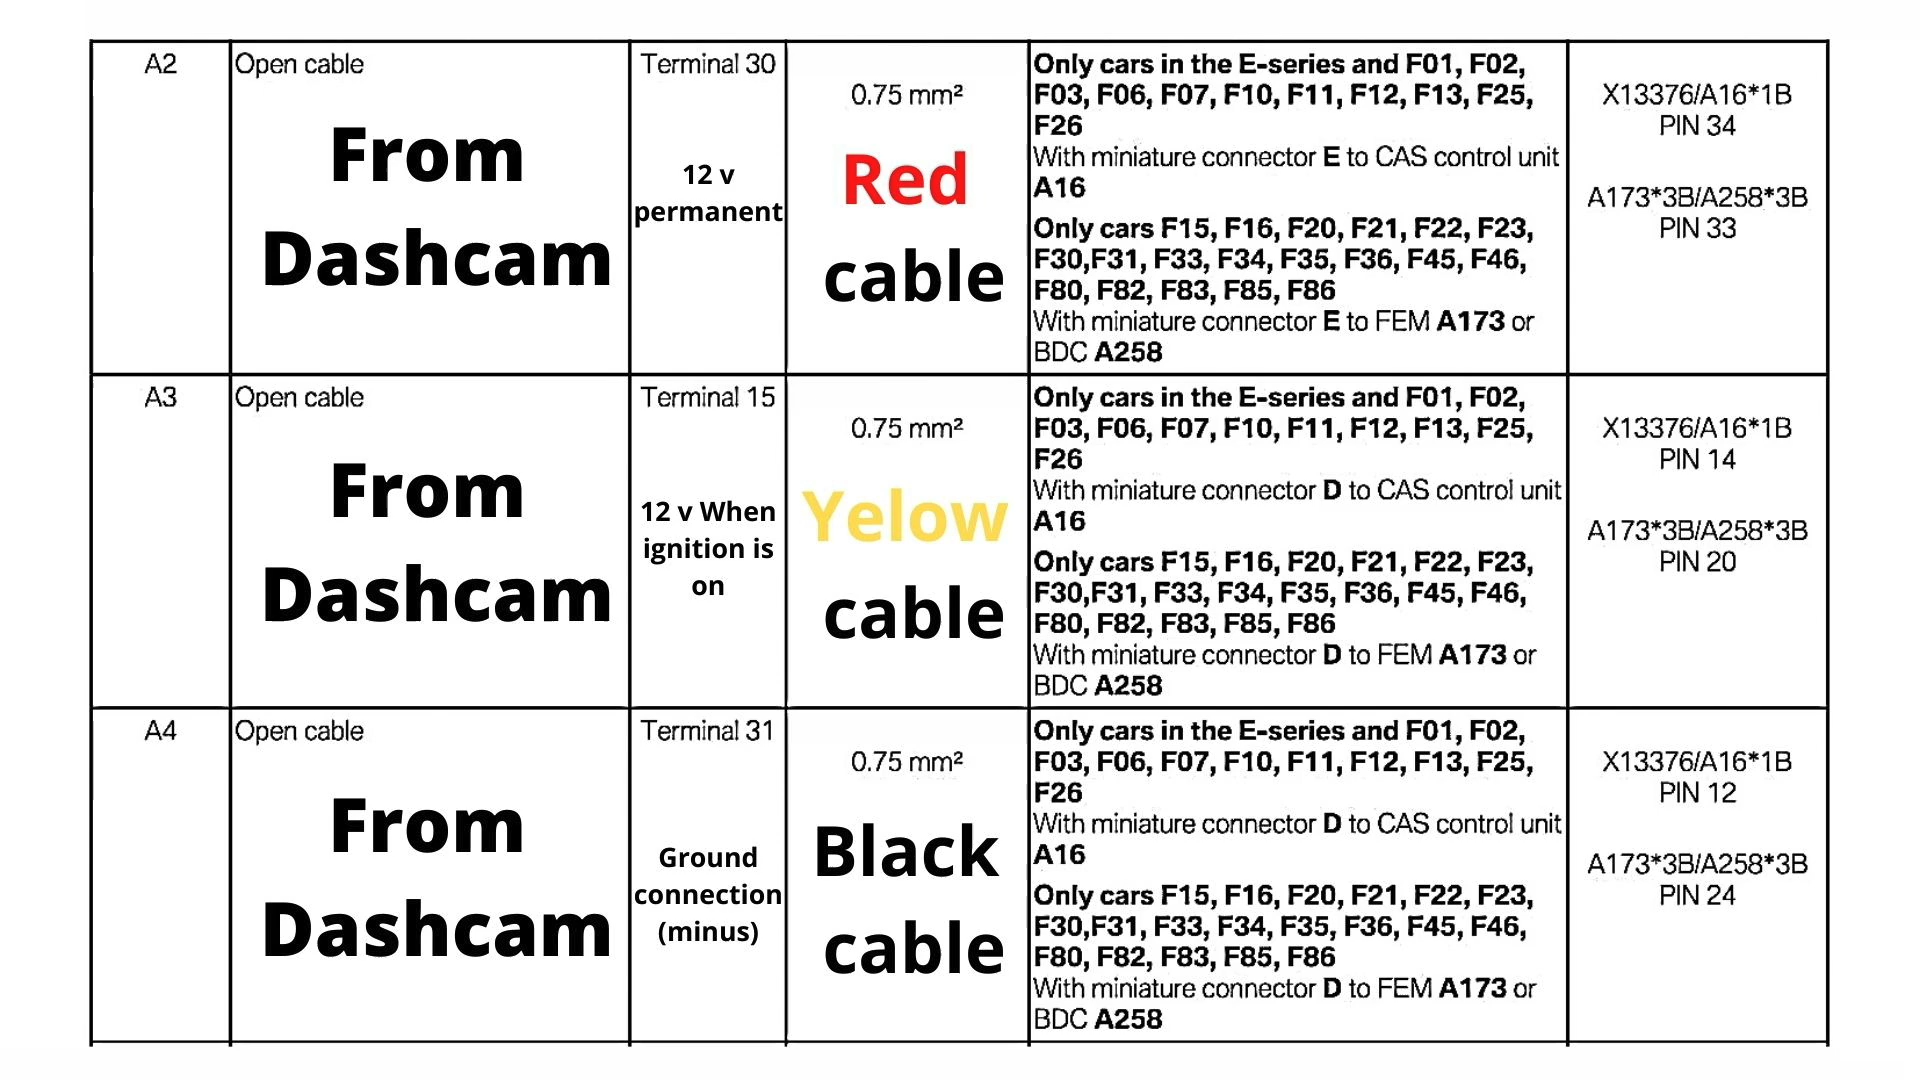 A2
Open cable
From
Dashcam
Terminal 30
12 v
permanent
0.75 mm²
Red
cable
Only cars in the E-series and F01, F02,
F03, F06, F07, F10, F11, F12, F13, F25,
F26
With miniature connector E to CAS control unit
A16
Only cars F15, F16, F20, F21, F22, F23,
F30,F31, F33, F34, F35, F36, F45, F46,
F80, F82, F83, F85, F86
With miniature connector E to FEM A173 or
BDC A258
X13376/A16*1B
PIN 34
A173*3B/A258*3B
PIN 33
A3
Open cable
From
Dashcam
Terminal 15
12 v When
ignition is
on
0.75 mm²
Yelow
cable
Only cars in the E-series and F01, F02,
F03, F06, F07, F10, F11, F12, F13, F25,
F26
With miniature connector D to CAS control unit
A16
Only cars F15, F16, F20, F21, F22, F23,
F30,F31, F33, F34, F35, F36, F45, F46,
F80, F82, F83, F85, F86
With miniature connector D to FEM A173 or
BDC A258
X13376/A16*1B
PIN 14
A173*3B/A258*3B
PIN 20
A4
Open cable
From
Dashcam
Terminal 31
Ground
connection
(minus)
0.75 mm²
Black
cable
Only cars in the E-series and F01, F02,
F03, F06, F07, F10, F11, F12, F13, F25,
F26
With miniature connector D to CAS control unit
A16
Only cars F15, F16, F20, F21, F22, F23,
F30,F31, F33, F34, F35, F36, F45, F46,
F80, F82, F83, F85, F86
With miniature connector D to FEM A173 or
BDC A258
X13376/A16*1B
PIN 12
A173*3B/A258*3B
PIN 24